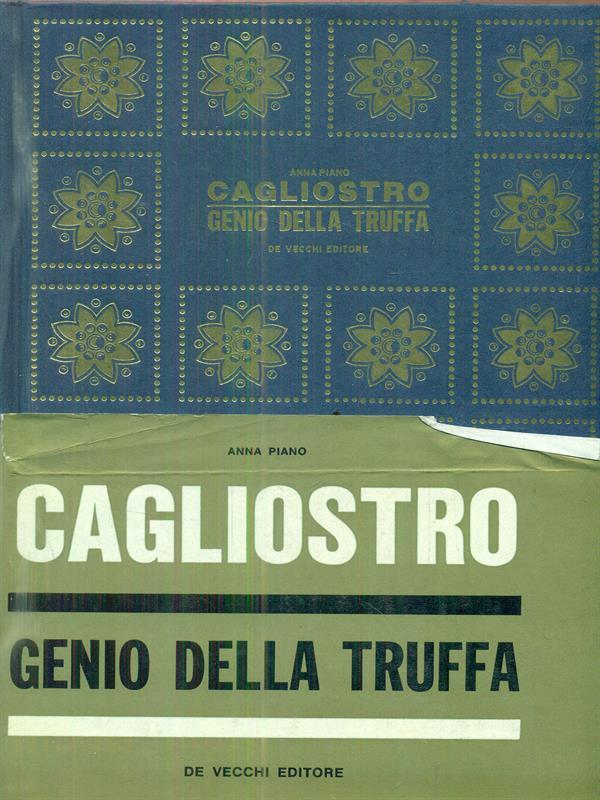 ANNA PIANO
CAGLIOSTRO
GENIO DELLA TRUFFA
DE VECCHI EDITORE
ANNA PIANO
CAGLIOSTRO
GENIO DELLA TRUFFA
DE VECCHI EDITORE